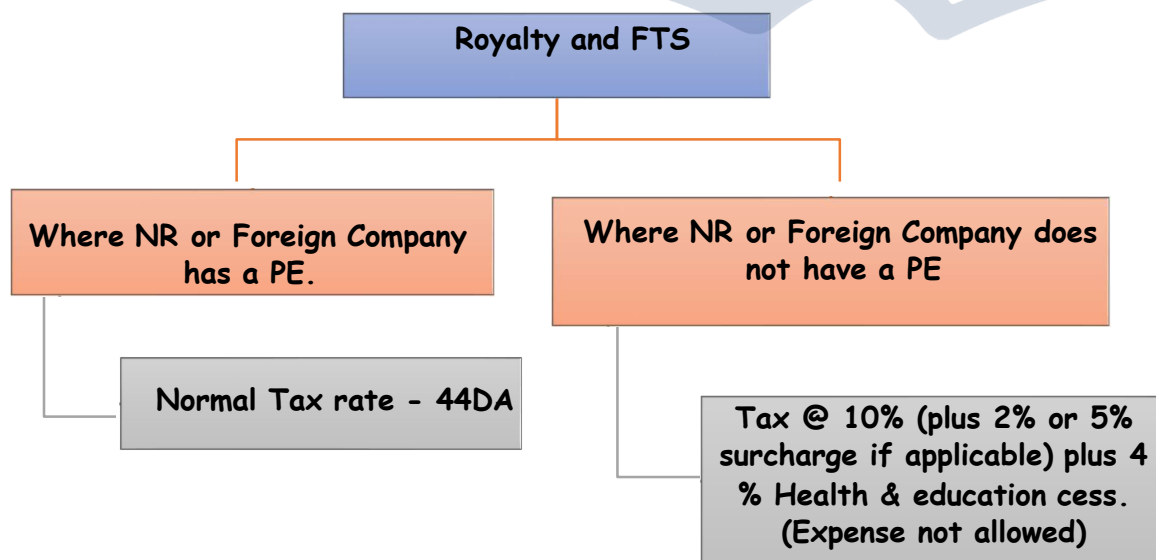 Royalty and FTS
Where NR or Foreign Company
has a PE.
Normal Tax rate - 44DA
Where NR or Foreign Company does
not have a PE
Tax @ 10% (plus 2% or 5%
surcharge if applicable) plus 4
% Health & education cess.
(Expense not allowed)